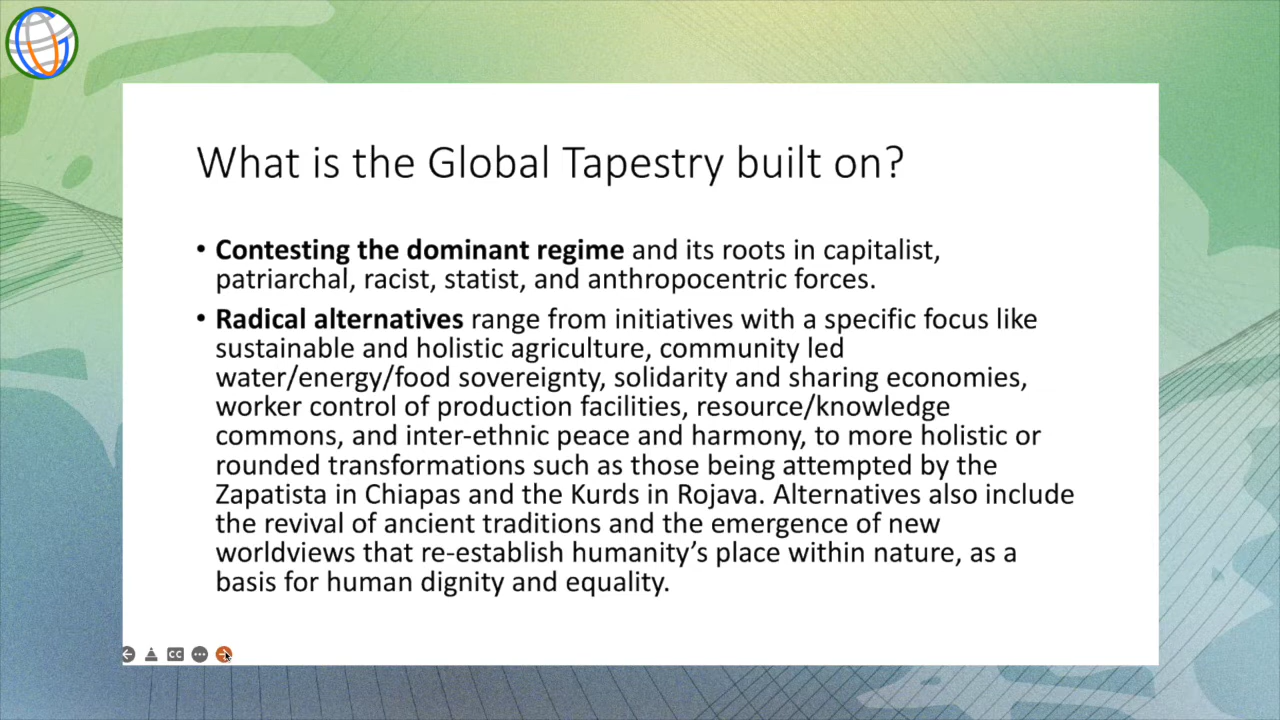 What is the Global Tapestry built on?
• Contesting the dominant regime and its roots in capitalist,
patriarchal, racist, statist, and anthropocentric forces.
• Radical alternatives range from initiatives with a specific focus like
sustainable and holistic agriculture, community led
water/energy/food sovereignty, solidarity and sharing economies,
worker control of production facilities, resource/knowledge
commons, and inter-ethnic peace and harmony, to more holistic or
rounded transformations such as those being attempted by the
Zapatista in Chiapas and the Kurds in Rojava. Alternatives also include
the revival of ancient traditions and the emergence of new
worldviews that re-establish humanity’s place within nature, as a
basis for human dignity and equality.
CC